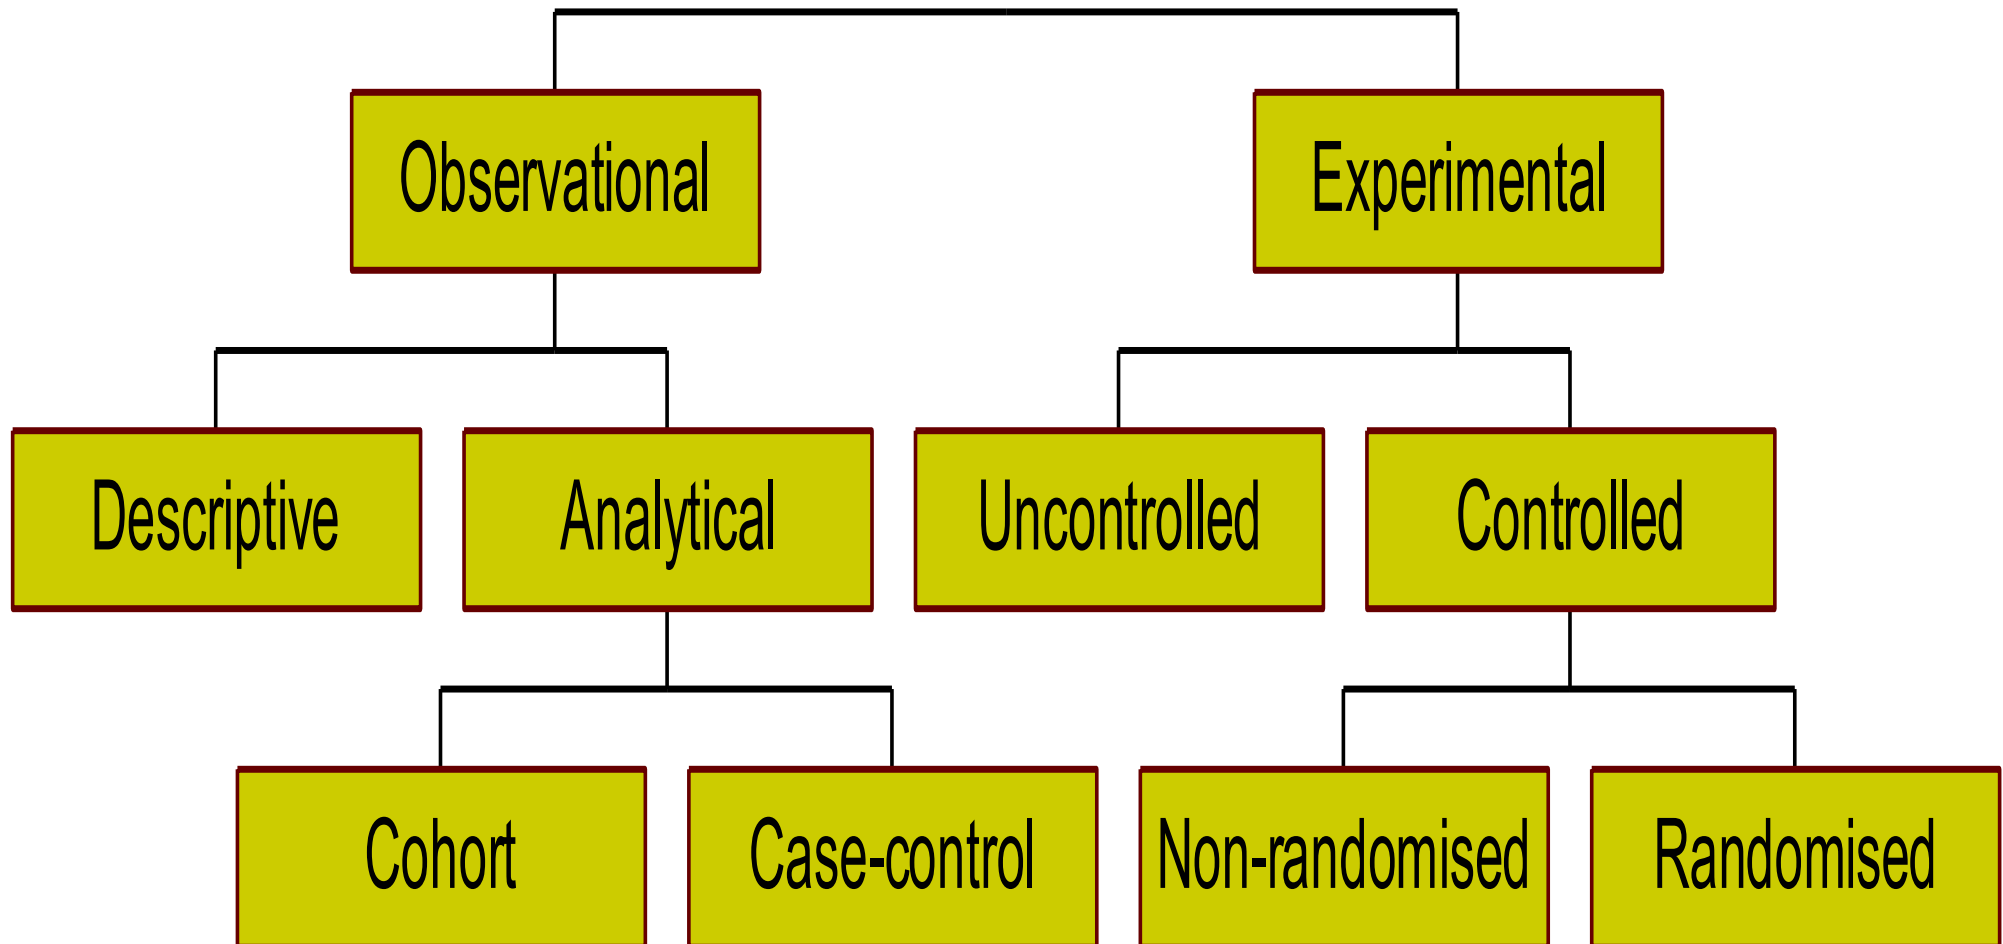 Observational
Experimental
Descriptive
Analytical
Uncontrolled
Controlled
Cohort
Case-control
Non-randomised
Randomised